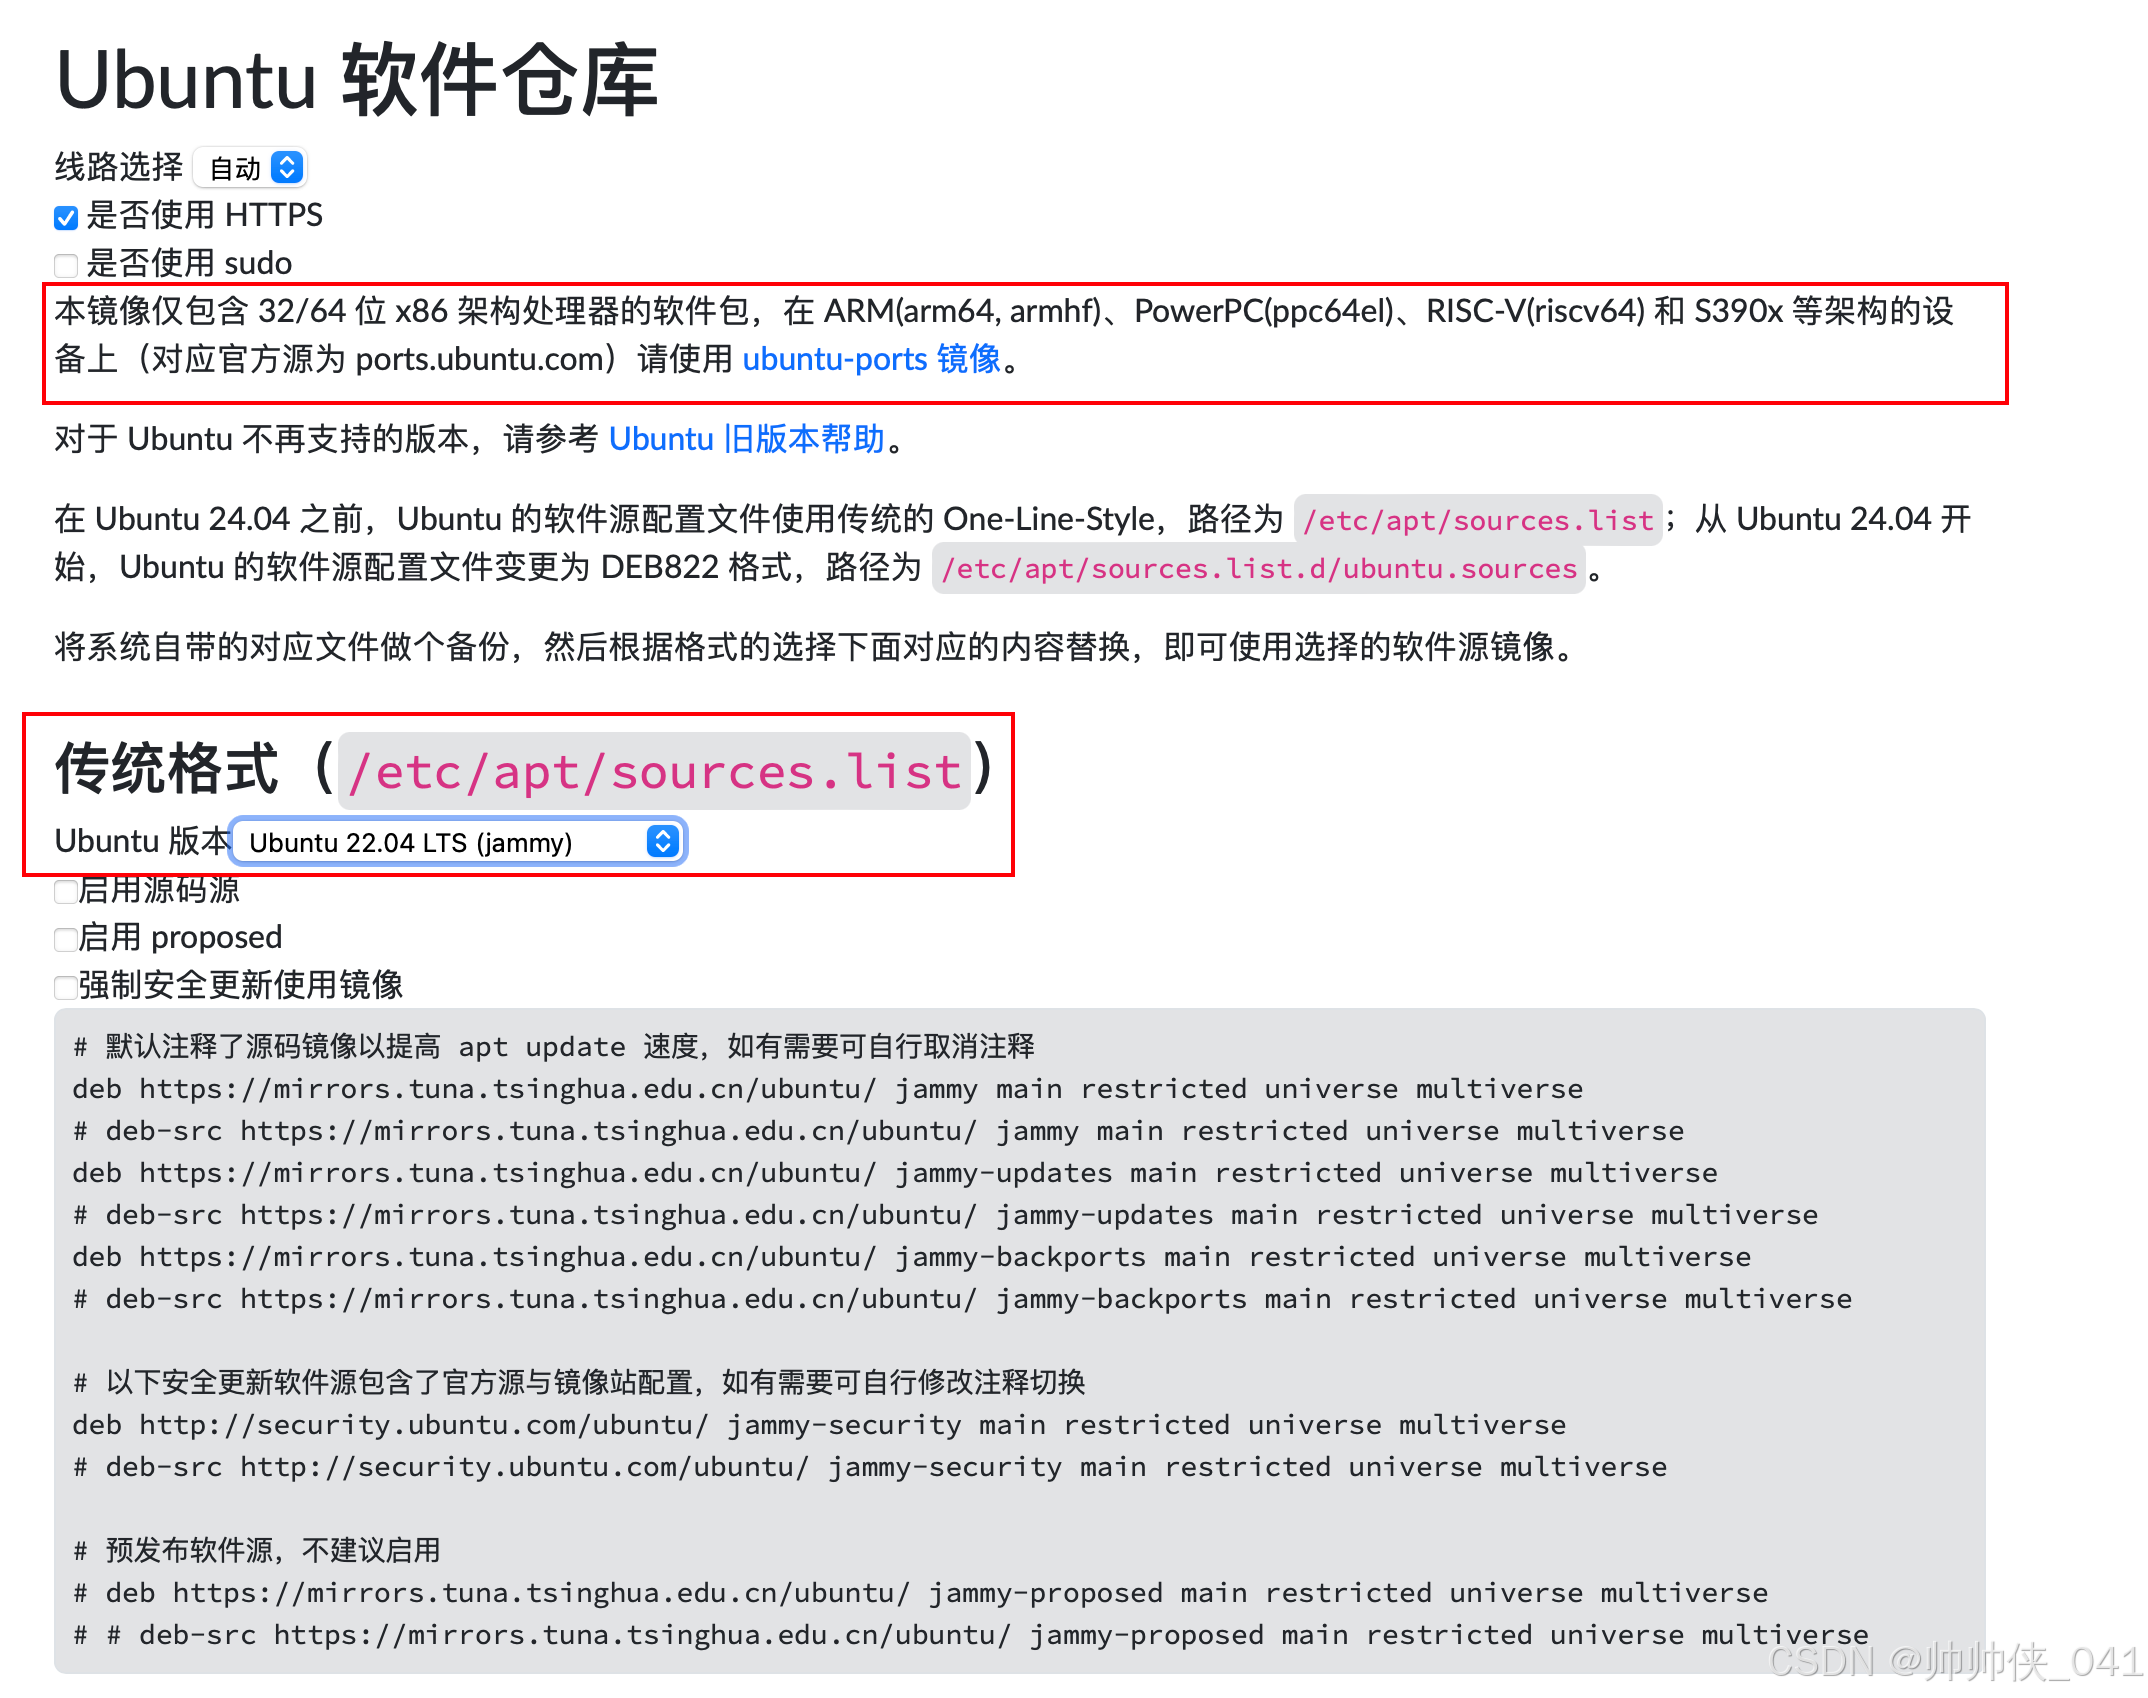 Ubuntu 软件仓库
线路选择 自动
是否使用 HTTPS
是否使用 sudo
本镜像仅包含 32/64 位 x86 架构处理器的软件包，在 ARM(arm64, armhf)、PowerPC(ppc64el)、RISC-V(riscv64) 和 S390x 等架构的设
备上（对应官方源为 ports.ubuntu.com）请使用 ubuntu-ports 镜像。
对于 Ubuntu 不再支持的版本，请参考 Ubuntu 旧版本帮助。
在 Ubuntu 24.04 之前，Ubuntu 的软件源配置文件使用传统的 One-Line-Style，路径为 /etc/apt/sources.list；从 Ubuntu 24.04 开
始，Ubuntu 的软件源配置文件变更为 DEB822 格式，路径为 /etc/apt/sources.list.d/ubuntu.sources。
将系统自带的对应文件做个备份，然后根据格式的选择下面对应的内容替换，即可使用选择的软件源镜像。
传统格式（/etc/apt/sources.list）
Ubuntu 版本 Ubuntu 22.04 LTS (jammy)
启用源码源
启用 proposed
强制安全更新使用镜像
# 默认注释了源码镜像以提高 apt update 速度，如有需要可自行取消注释
deb https://mirrors.tuna.tsinghua.edu.cn/ubuntu/ jammy main restricted universe multiverse
# deb-src https://mirrors.tuna.tsinghua.edu.cn/ubuntu/ jammy main restricted universe multiverse
deb https://mirrors.tuna.tsinghua.edu.cn/ubuntu/ jammy-updates main restricted universe multiverse
# deb-src https://mirrors.tuna.tsinghua.edu.cn/ubuntu/ jammy-updates main restricted universe multiverse
deb https://mirrors.tuna.tsinghua.edu.cn/ubuntu/ jammy-backports main restricted universe multiverse
# deb-src https://mirrors.tuna.tsinghua.edu.cn/ubuntu/ jammy-backports main restricted universe multiverse
# 以下安全更新软件源包含了官方源与镜像站配置，如有需要可自行修改注释切换
deb http://security.ubuntu.com/ubuntu/ jammy-security main restricted universe multiverse
# deb-src http://security.ubuntu.com/ubuntu/ jammy-security main restricted universe multiverse
# 预发布软件源，不建议启用
# deb https://mirrors.tuna.tsinghua.edu.cn/ubuntu/ jammy-proposed main restricted universe multiverse
# # deb-src https://mirrors.tuna.tsinghua.edu.cn/ubuntu/ jammy-proposed main restricted universe multiverse
CSDN @帅帅侠_041